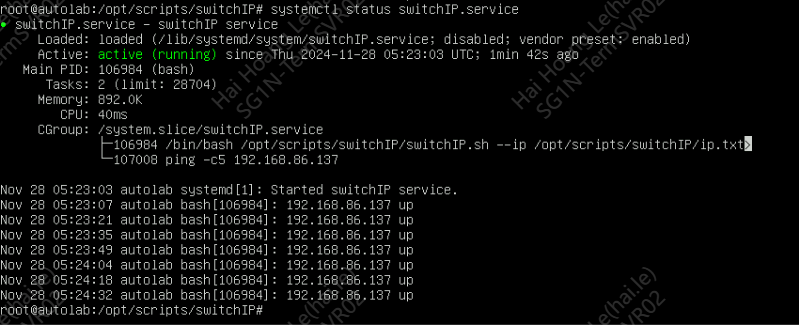 root@autolab:/opt/scripts/switchIP# systemctl status switchIP.service
● switchIP.service - switchIP service
Loaded: loaded (/lib/systemd/system/switchIP.service; disabled; vendor preset: enabled)
Active: active (running) since Thu 2024-11-28 05:23:03 UTC; 1min 42s ago
Main PID: 106984 (bash)
Tasks: 2 (limit: 28704)
Memory: 892.0K
CPU: 40ms
CGroup: /system.slice/switchIP.service
├─106984 /bin/bash /opt/scripts/switchIP/switchIP.sh --ip /opt/scripts/switchIP/ip.txt>
└─107008 ping -c5 192.168.86.137
Nov 28 05:23:03 autolab systemd[1]: Started switchIP service.
Nov 28 05:23:07 autolab bash[106984]: 192.168.86.137 up
Nov 28 05:23:21 autolab bash[106984]: 192.168.86.137 up
Nov 28 05:23:35 autolab bash[106984]: 192.168.86.137 up
Nov 28 05:23:49 autolab bash[106984]: 192.168.86.137 up
Nov 28 05:24:04 autolab bash[106984]: 192.168.86.137 up
Nov 28 05:24:18 autolab bash[106984]: 192.168.86.137 up
Nov 28 05:24:32 autolab bash[106984]: 192.168.86.137 up
root@autolab:/opt/scripts/switchIP#